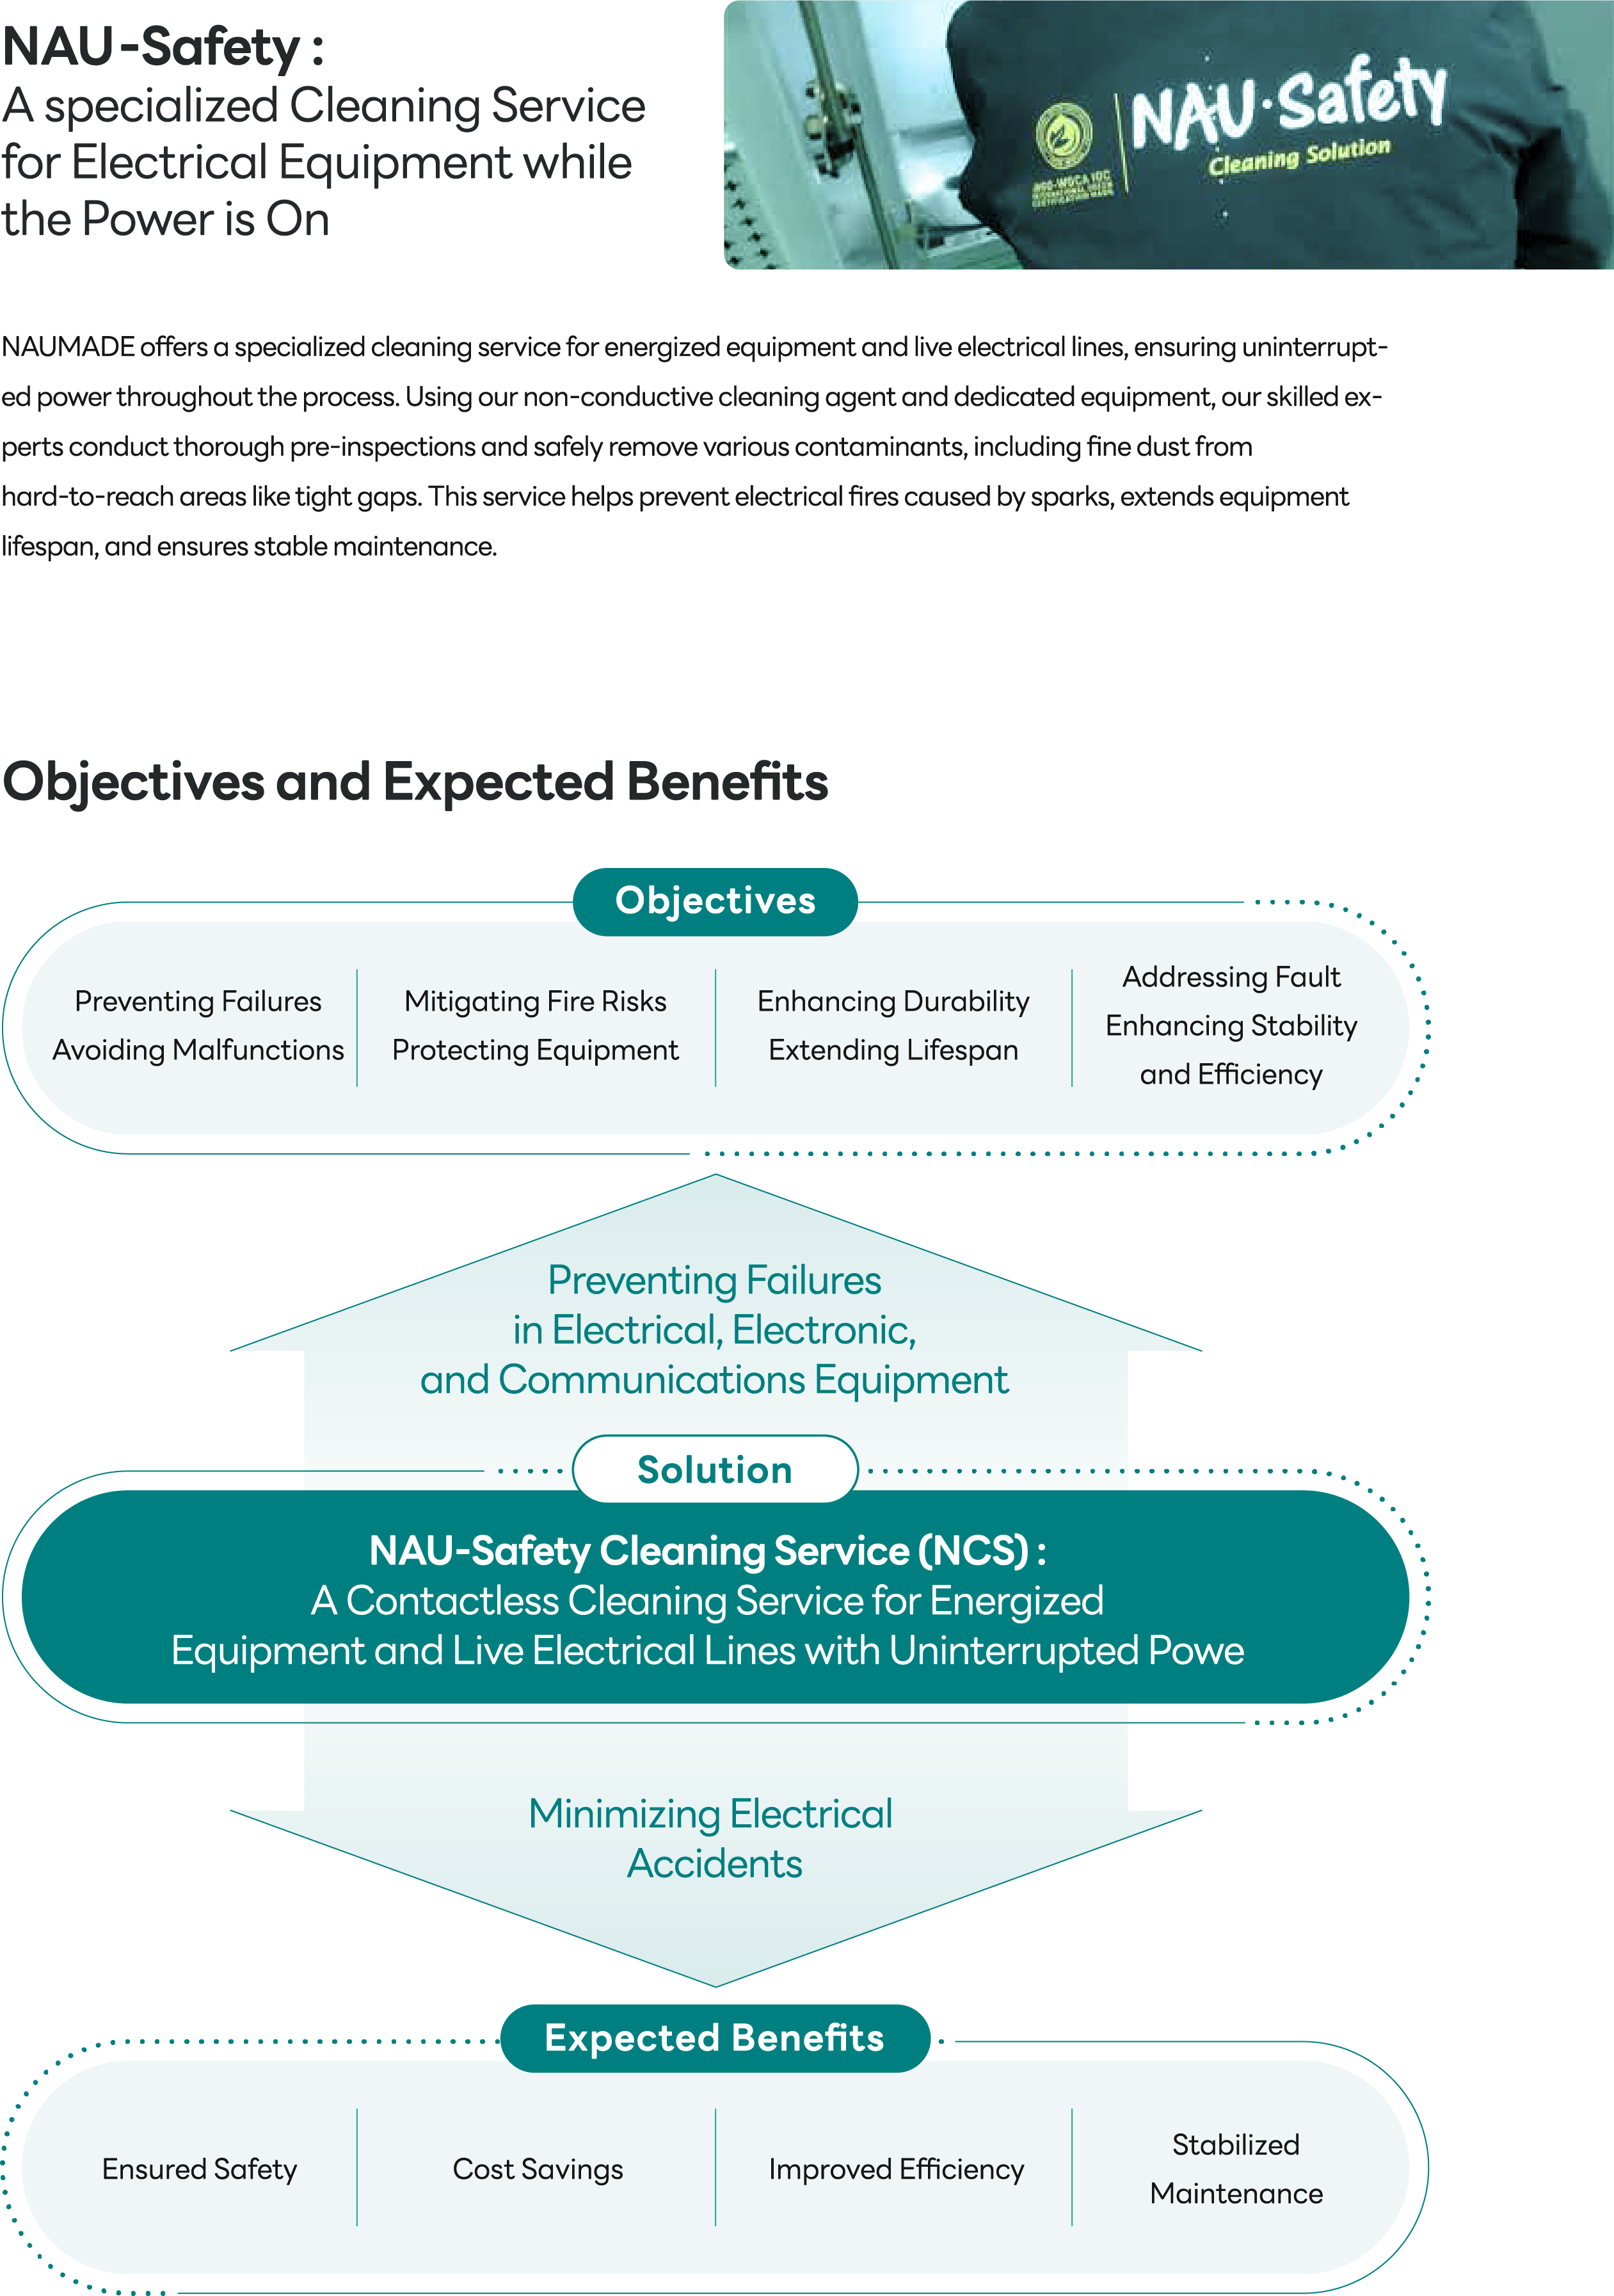 NAU-Safety :
A specialized Cleaning Service
for Electrical Equipment while
the Power is On
NAU·Safety
Cleaning Solution
NAUMADE offers a specialized cleaning service for energized equipment and live electrical lines, ensuring uninterrupt-
ed power throughout the process. Using our non-conductive cleaning agent and dedicated equipment, our skilled ex-
perts conduct thorough pre-inspections and safely remove various contaminants, including fine dust from
hard-to-reach areas like tight gaps. This service helps prevent electrical fires caused by sparks, extends equipment
lifespan, and ensures stable maintenance.
Objectives and Expected Benefits
Objectives
Preventing Failures
Avoiding Malfunctions
Mitigating Fire Risks
Protecting Equipment
Enhancing Durability
Extending Lifespan
Addressing Fault
Enhancing Stability
and Efficiency
Preventing Failures
in Electrical, Electronic,
and Communications Equipment
Solution
NAU-Safety Cleaning Service (NCS) :
A Contactless Cleaning Service for Energized
Equipment and Live Electrical Lines with Uninterrupted Powe
Minimizing Electrical
Accidents
Expected Benefits
Ensured Safety
Cost Savings
Improved Efficiency
Stabilized
Maintenance